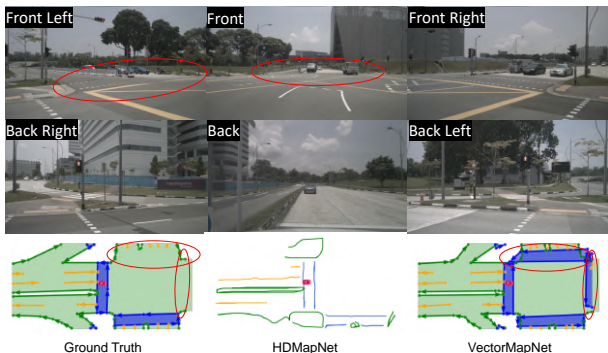 Front Left
Front
Front Right
Back Right
Back
Back Left
Ground Truth
HDMapNet
VectorMapNet